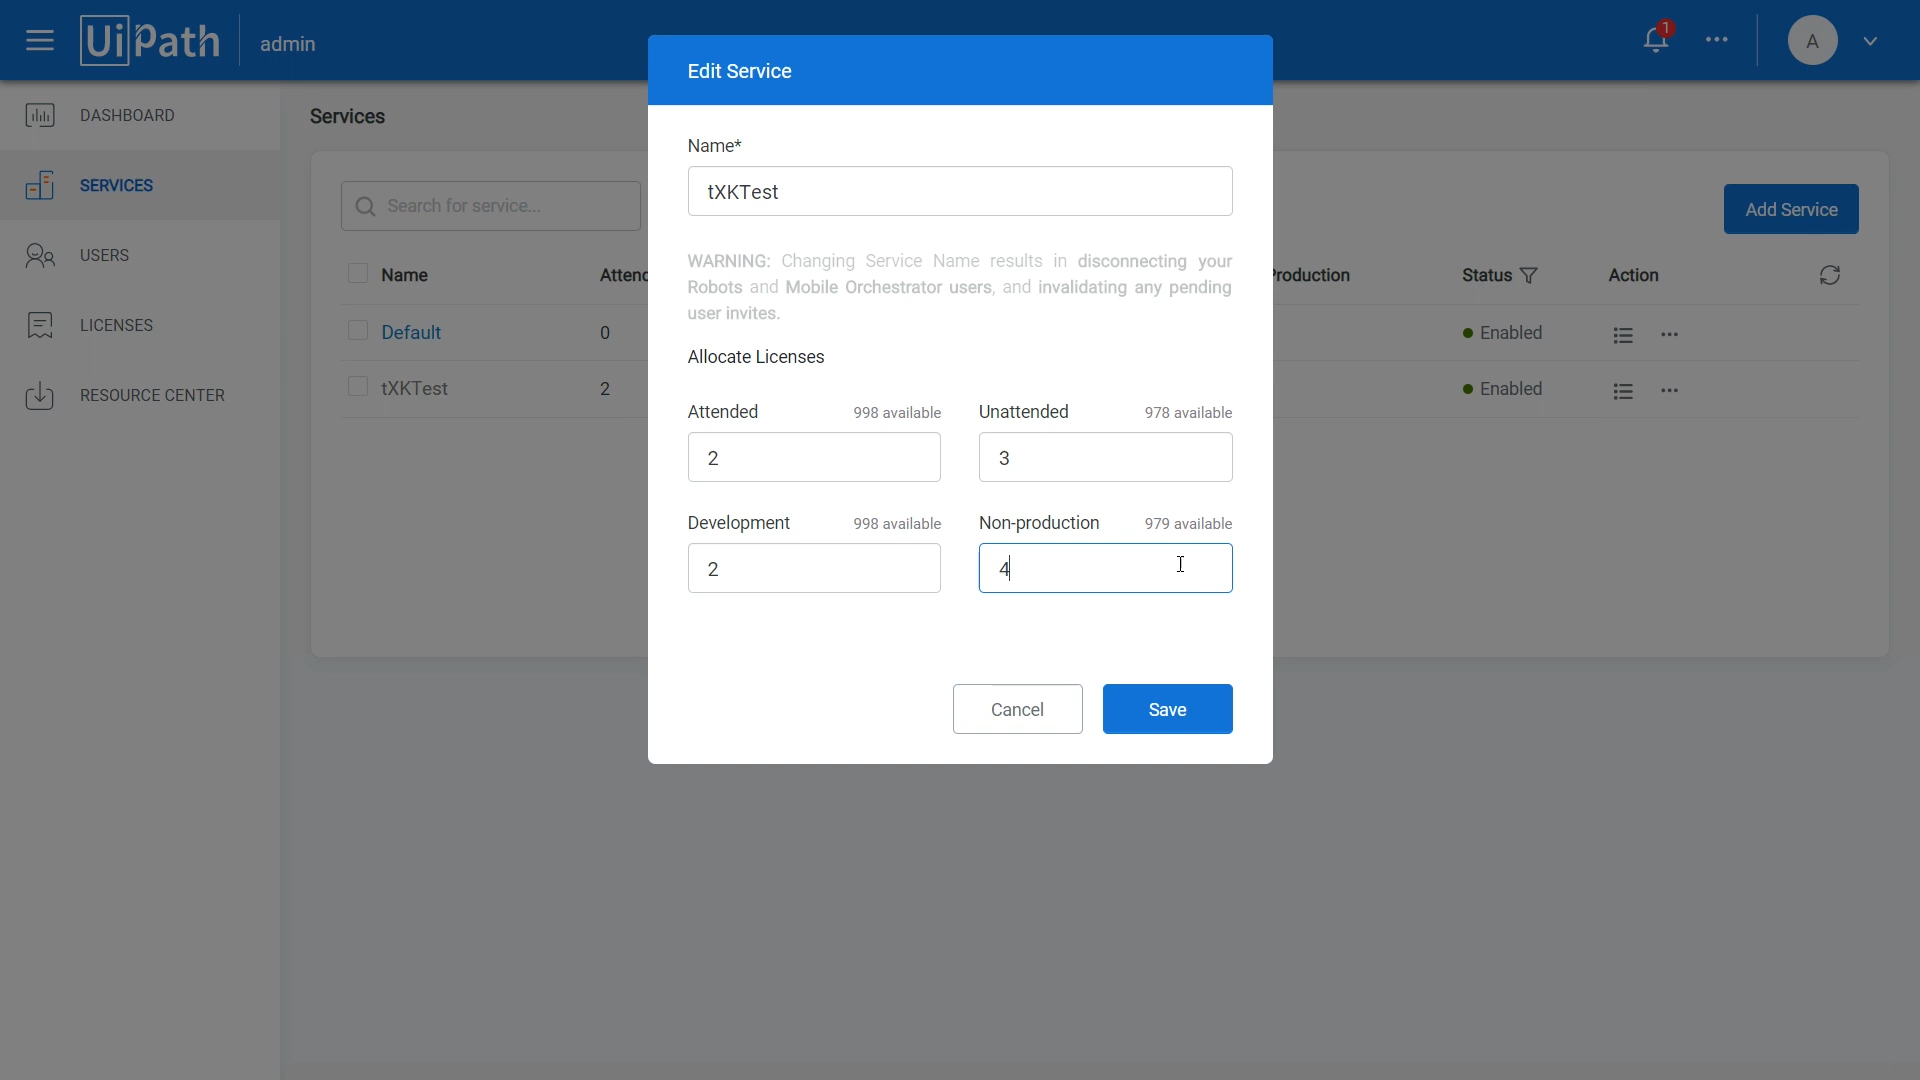 UiPath admin 1 A
Edit Service
DASHBOARD
SERVICES
USERS
LICENSES
RESOURCE CENTER
Services
Search for service...
Add Service
Name Attend Production Status Action
Default 0 Enabled
tXKTest 2 Enabled
Name*
tXKTest
WARNING: Changing Service Name results in disconnecting your
Robots and Mobile Orchestrator users, and invalidating any pending
user invites.
Allocate Licenses
Attended 998 available Unattended 978 available
2 3
Development 998 available Non-production 979 available
2 4
Cancel Save